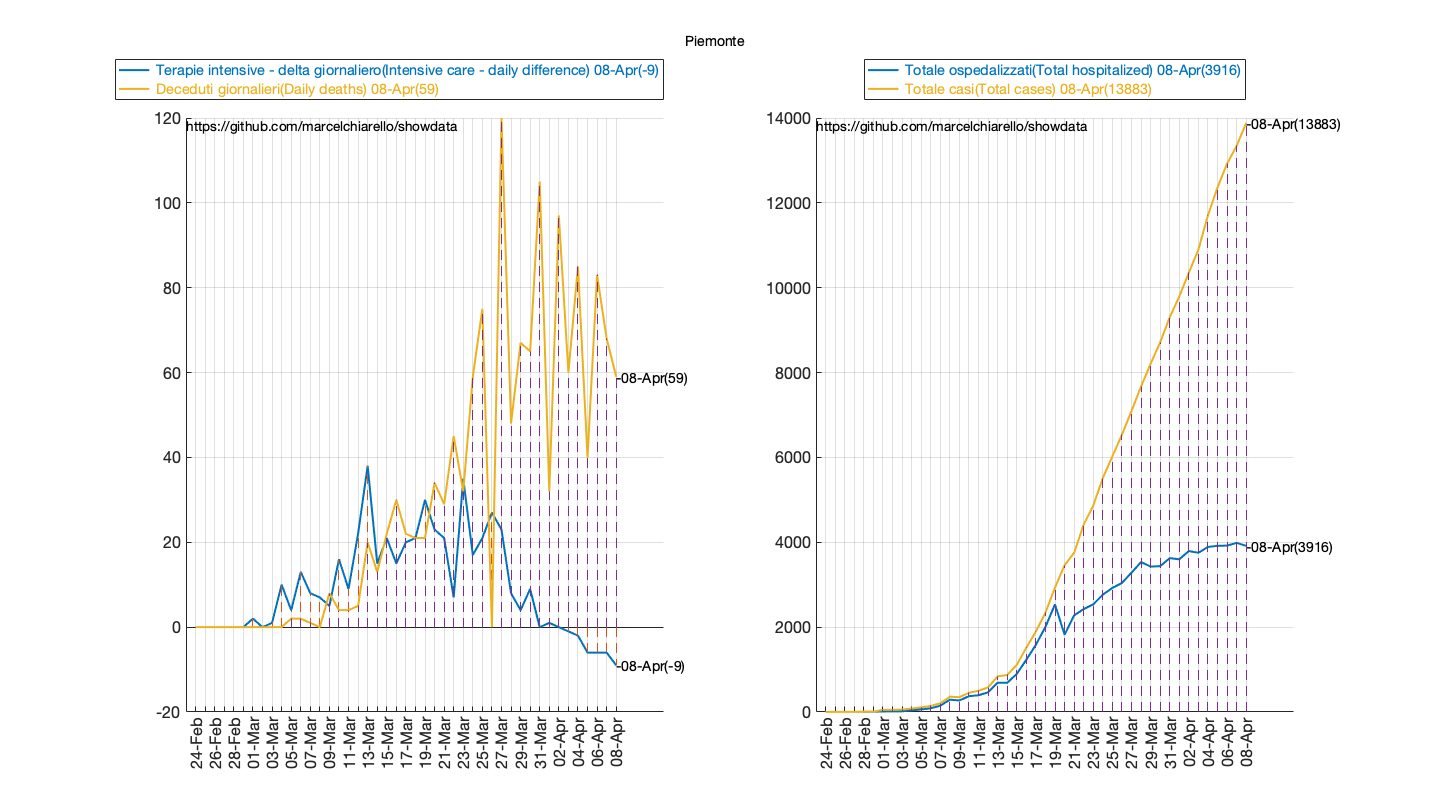 Piemonte
Terapie intensive - delta giornaliero(Intensive care - daily difference) 08-Apr(-9)
Deceduti giornalieri(Daily deaths) 08-Apr(59)
https://github.com/marcelchiarello/showdata
120
100
80
60
40
20
0
-20
-08-Apr(59)
-08-Apr(-9)
24-Feb
26-Feb
28-Feb
01-Mar
03-Mar
05-Mar
07-Mar
09-Mar
11-Mar
13-Mar
15-Mar
17-Mar
19-Mar
21-Mar
23-Mar
25-Mar
27-Mar
29-Mar
31-Mar
02-Apr
04-Apr
06-Apr
08-Apr
Totale ospedalizzati(Total hospitalized) 08-Apr(3916)
Totale casi(Total cases) 08-Apr(13883)
https://github.com/marcelchiarello/showdata
14000
12000
10000
8000
6000
4000
2000
0
-08-Apr(13883)
-08-Apr(3916)
24-Feb
26-Feb
28-Feb
01-Mar
03-Mar
05-Mar
07-Mar
09-Mar
11-Mar
13-Mar
15-Mar
17-Mar
19-Mar
21-Mar
23-Mar
25-Mar
27-Mar
29-Mar
31-Mar
02-Apr
04-Apr
06-Apr
08-Apr